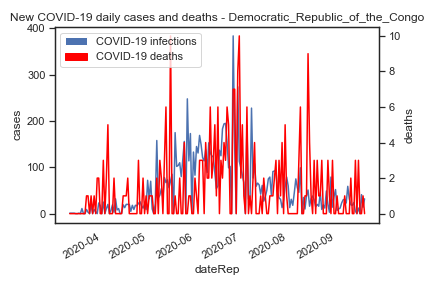 New COVID-19 daily cases and deaths - Democratic_Republic_of_the_Congo
COVID-19 infections
COVID-19 deaths
400
300
200
100
0
cases
10
8
6
4
2
0
deaths
2020-04
2020-05
2020-06
2020-07
2020-08
2020-09
dateRep